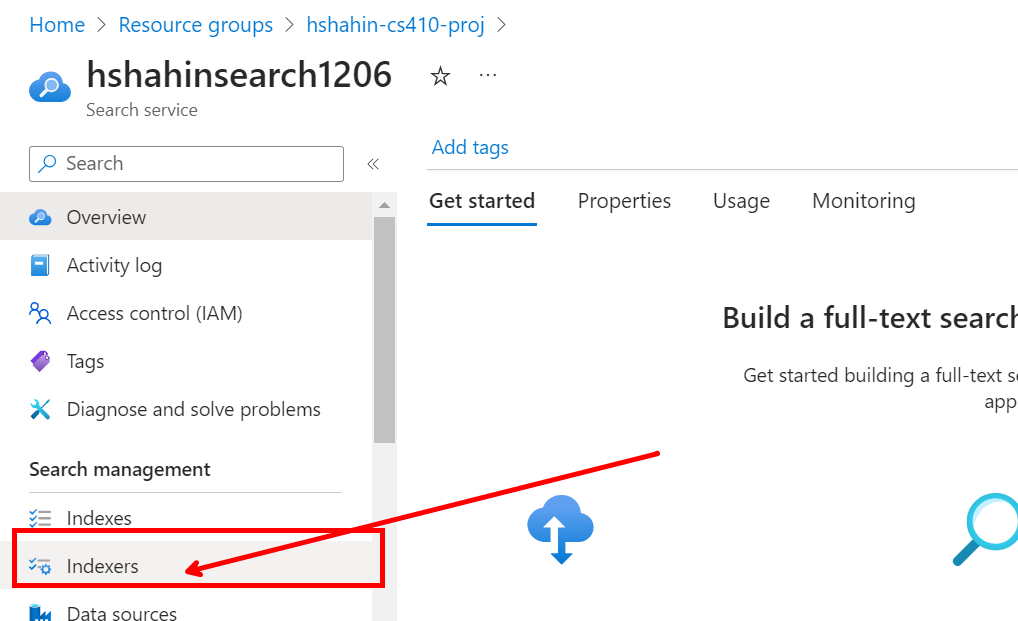 Home > Resource groups > hshahin-cs410-proj >
hshahinsearch1206
Search service
Search
«
Add tags
Get started Properties Usage Monitoring
Overview
Activity log
Access control (IAM)
Tags
Diagnose and solve problems
Search management
Indexes
Indexers
Data sources
Build a full-text search
Get started building a full-text s
app